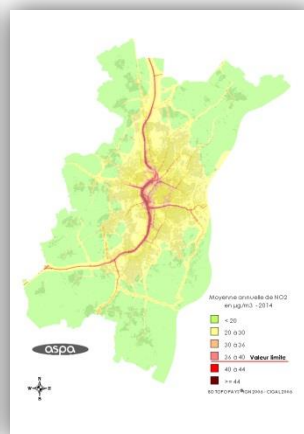 Moyenne annuelle de NO2
en µg/m3 - 2014
< 20
20 à 30
30 à 36
36 à 40 Valeur limite
40 à 44
>= 44
aspa